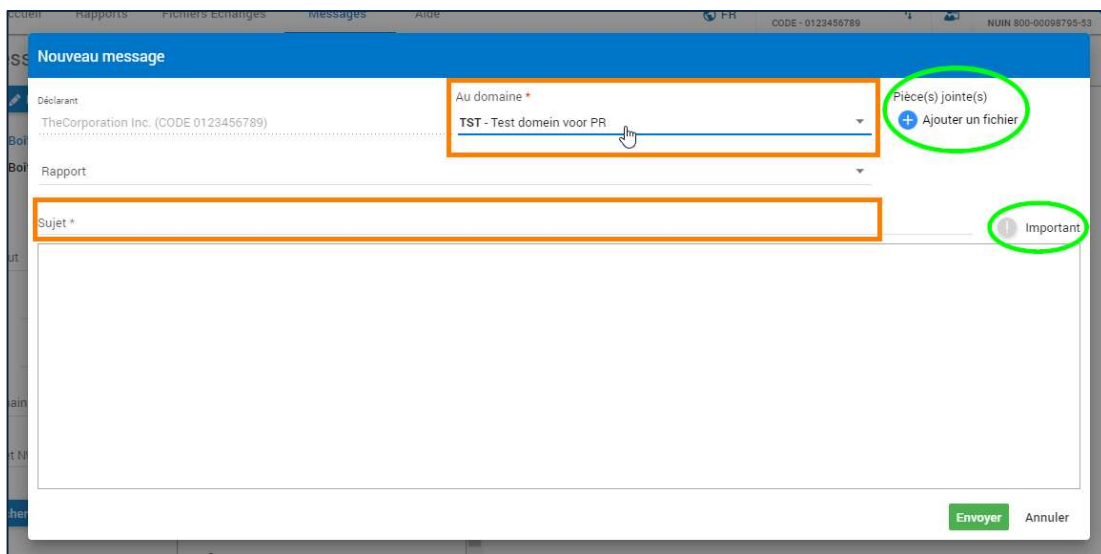 Rapports Fichiers Echanges Messages Aide FR
CODE - 0123456789 NUIN 800-00098795-53
Nouveau message
Déclarant
TheCorporation Inc. (CODE 0123456789)
Au domaine *
TST - Test domein voor PR
Pièce(s) jointe(s)
Ajouter un fichier
Rapport
Sujet *
Important
Envoyer Annuler